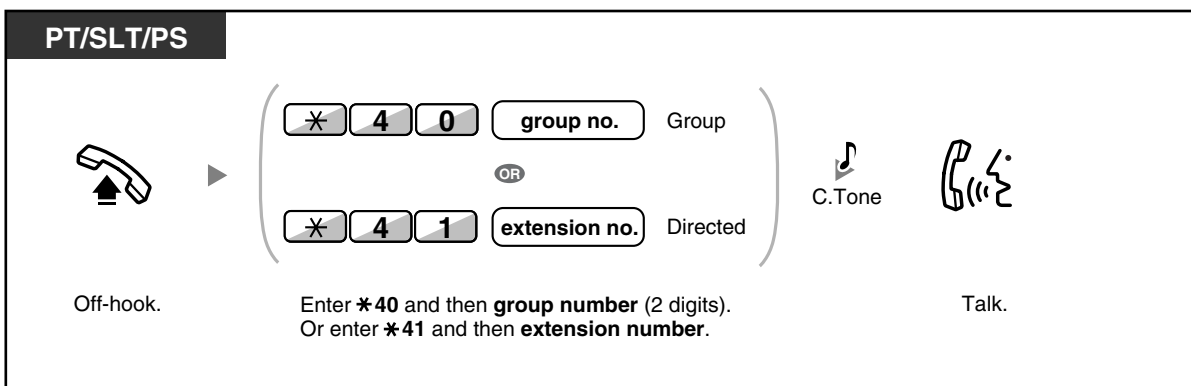 PT/SLT/PS
* 4 0 group no. Group
OR
C.Tone
* 4 1 extension no. Directed
Off-hook.
Enter *40 and then group number (2 digits).
Or enter *41 and then extension number.
Talk.